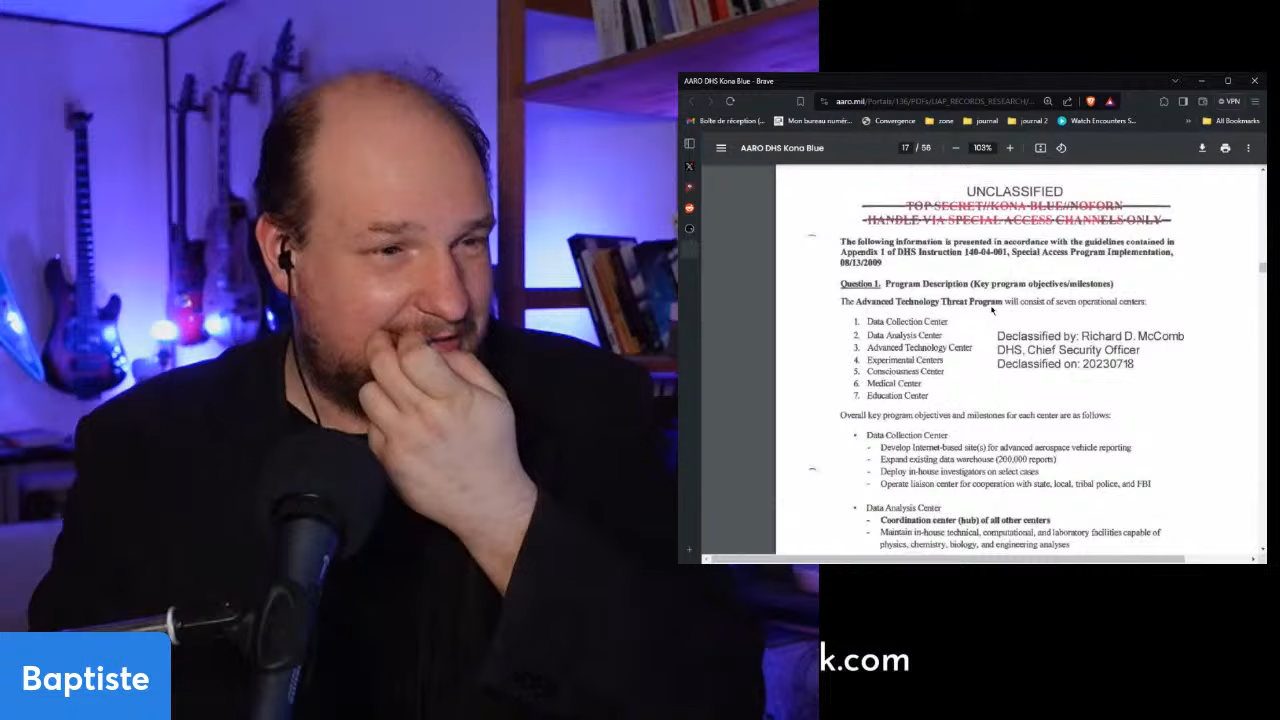 AARO DHS Kona Blue - Brave
aaro.mil/Portals/136/PDFs/UAP_RECORDS_RESEARCH/...
VPN
Boîte de réception (...
Mon bureau numér...
Convergence
zone
journal
journal 2
Watch Encounters S...
All Bookmarks
AARO DHS Kona Blue
17 / 56
103%
UNCLASSIFIED
TOP SECRET//KONA BLUE//NOFORN
HANDLE VIA SPECIAL ACCESS CHANNELS ONLY
The following information is presented in accordance with the guidelines contained in
Appendix 1 of DHS Instruction 140-04-001, Special Access Program Implementation,
08/13/2009
Question 1. Program Description (Key program objectives/milestones)
The Advanced Technology Threat Program will consist of seven operational centers:
1. Data Collection Center
2. Data Analysis Center
3. Advanced Technology Center
4. Experimental Centers
5. Consciousness Center
6. Medical Center
7. Education Center
Declassified by: Richard D. McComb
DHS, Chief Security Officer
Declassified on: 20230718
Overall key program objectives and milestones for each center are as follows:
• Data Collection Center
- Develop Internet-based site(s) for advanced aerospace vehicle reporting
- Expand existing data warehouse (200,000 reports)
- Deploy in-house investigators on select cases
- Operate liaison center for cooperation with state, local, tribal police, and FBI
• Data Analysis Center
- Coordination center (hub) of all other centers
- Maintain in-house technical, computational, and laboratory facilities capable of
physics, chemistry, biology, and engineering analyses
Baptiste
k.com